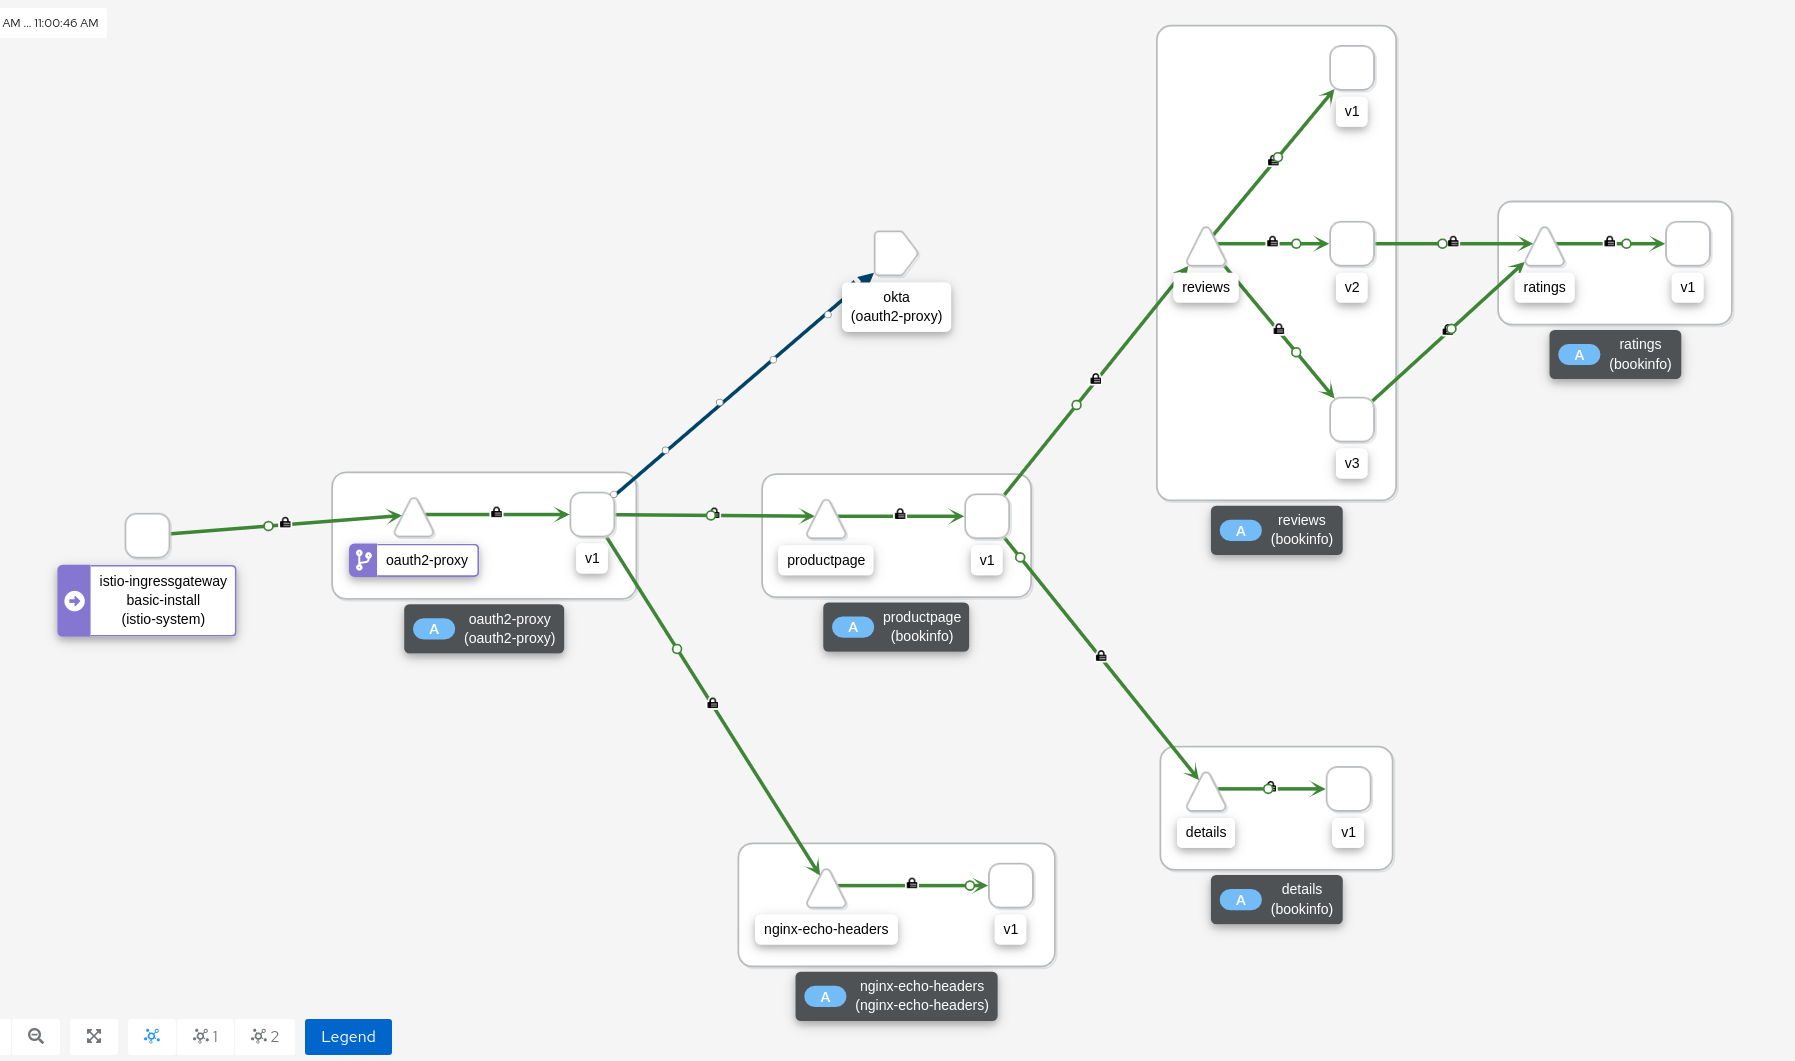 AM ... 11:00:46 AM
v1
okta
(oauth2-proxy)
reviews
v2
ratings
v1
A
ratings
(bookinfo)
v3
A
reviews
(bookinfo)
istio-ingressgateway
basic-install
(istio-system)
oauth2-proxy
v1
A
oauth2-proxy
(oauth2-proxy)
productpage
v1
A
productpage
(bookinfo)
details
v1
A
details
(bookinfo)
nginx-echo-headers
v1
A
nginx-echo-headers
(nginx-echo-headers)
1
2
Legend